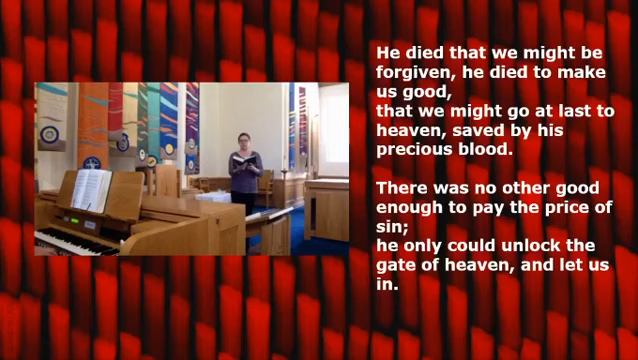 He died that we might be
forgiven, he died to make
us good,
that we might go at last to
heaven, saved by his
precious blood.
There was no other good
enough to pay the price of
sin;
he only could unlock the
gate of heaven, and let us
in.